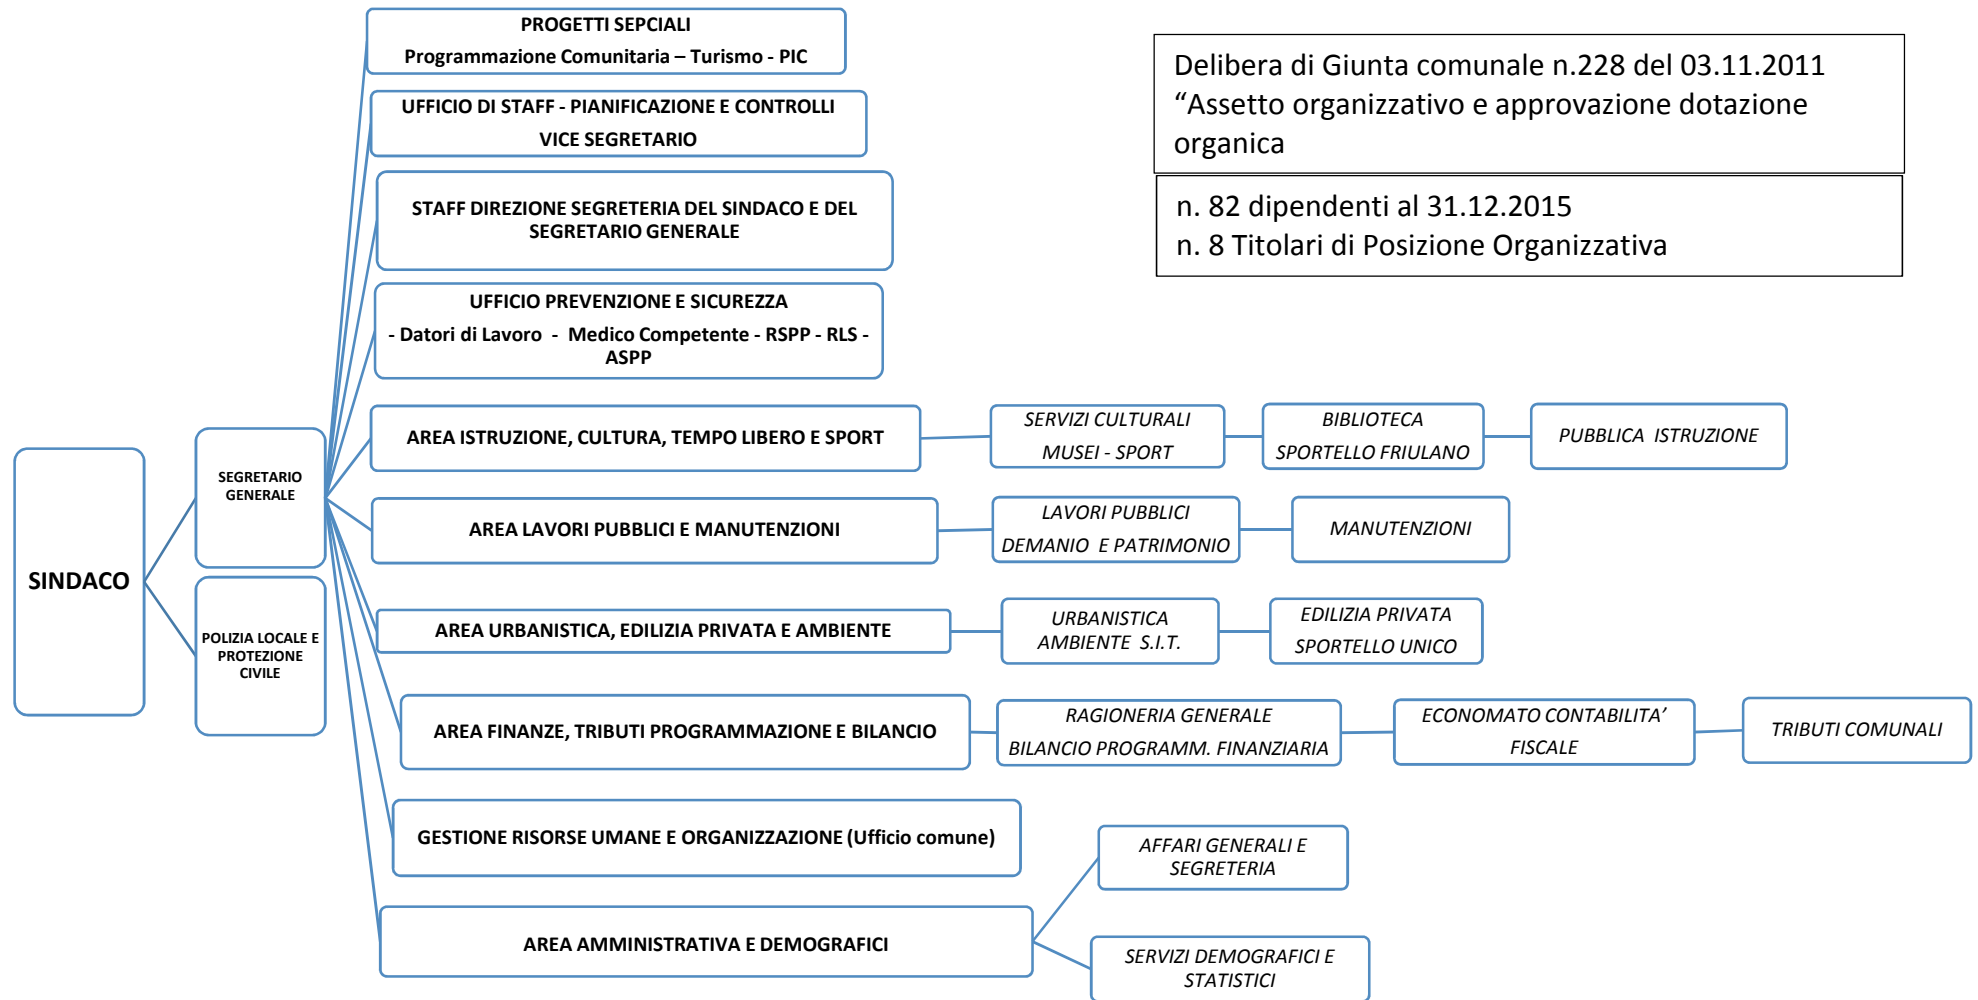 PROGETTI SEPCIALI
Programmazione Comunitaria – Turismo - PIC
UFFICIO DI STAFF - PIANIFICAZIONE E CONTROLLI
VICE SEGRETARIO
STAFF DIREZIONE SEGRETERIA DEL SINDACO E DEL
SEGRETARIO GENERALE
UFFICIO PREVENZIONE E SICUREZZA
- Datori di Lavoro - Medico Competente - RSPP - RLS -
ASPP
Delibera di Giunta comunale n.228 del 03.11.2011
“Assetto organizzativo e approvazione dotazione
organica
n. 82 dipendenti al 31.12.2015
n. 8 Titolari di Posizione Organizzativa
SINDACO
SEGRETARIO
GENERALE
POLIZIA LOCALE E
PROTEZIONE
CIVILE
AREA ISTRUZIONE, CULTURA, TEMPO LIBERO E SPORT
SERVIZI CULTURALI
MUSEI - SPORT
BIBLIOTECA
SPORTELLO FRIULANO
PUBBLICA ISTRUZIONE
AREA LAVORI PUBBLICI E MANUTENZIONI
LAVORI PUBBLICI
DEMANIO E PATRIMONIO
MANUTENZIONI
AREA URBANISTICA, EDILIZIA PRIVATA E AMBIENTE
URBANISTICA
AMBIENTE S.I.T.
EDILIZIA PRIVATA
SPORTELLO UNICO
AREA FINANZE, TRIBUTI PROGRAMMAZIONE E BILANCIO
RAGIONERIA GENERALE
BILANCIO PROGRAMM. FINANZIARIA
ECONOMATO CONTABILITA’
FISCALE
TRIBUTI COMUNALI
GESTIONE RISORSE UMANE E ORGANIZZAZIONE (Ufficio comune)
AREA AMMINISTRATIVA E DEMOGRAFICI
AFFARI GENERALI E
SEGRETERIA
SERVIZI DEMOGRAFICI E
STATISTICI